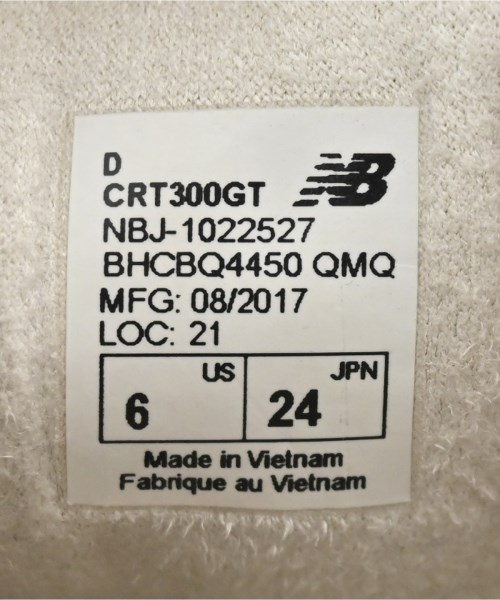 D
CRT300GT
NB
NBJ-1022527
BHCBQ4450 QMQ
MFG: 08/2017
LOC: 21
US JPN
6 24
Made in Vietnam
Fabrique au Vietnam